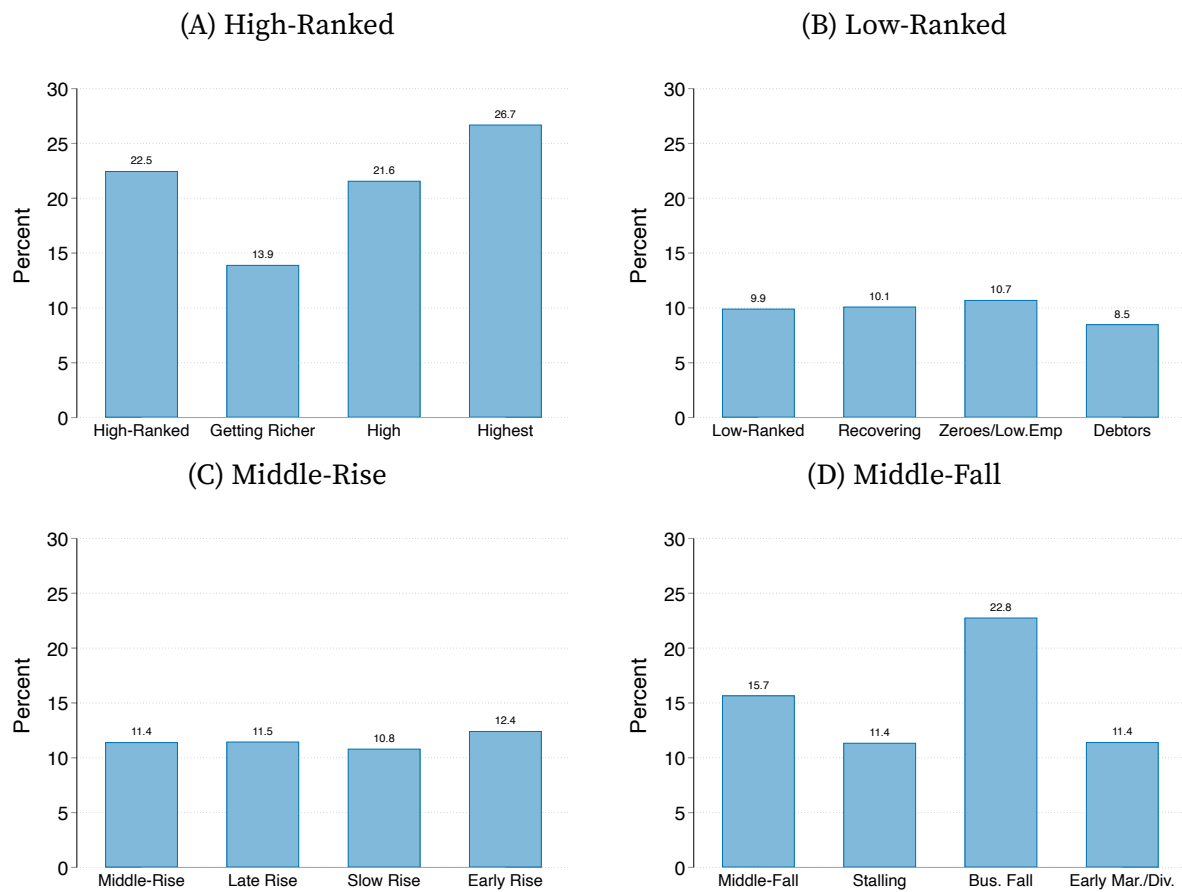 (A) High-Ranked
(B) Low-Ranked
30
25
20
15
10
5
0
Percent
22.5
13.9
21.6
26.7
High-Ranked
Getting Richer
High
Highest
30
25
20
15
10
5
0
Percent
9.9
10.1
10.7
8.5
Low-Ranked
Recovering
Zeroes/Low.Emp
Debtors
(C) Middle-Rise
(D) Middle-Fall
30
25
20
15
10
5
0
Percent
11.4
11.5
10.8
12.4
Middle-Rise
Late Rise
Slow Rise
Early Rise
30
25
20
15
10
5
0
Percent
15.7
11.4
22.8
11.4
Middle-Fall
Stalling
Bus. Fall
Early Mar./Div.